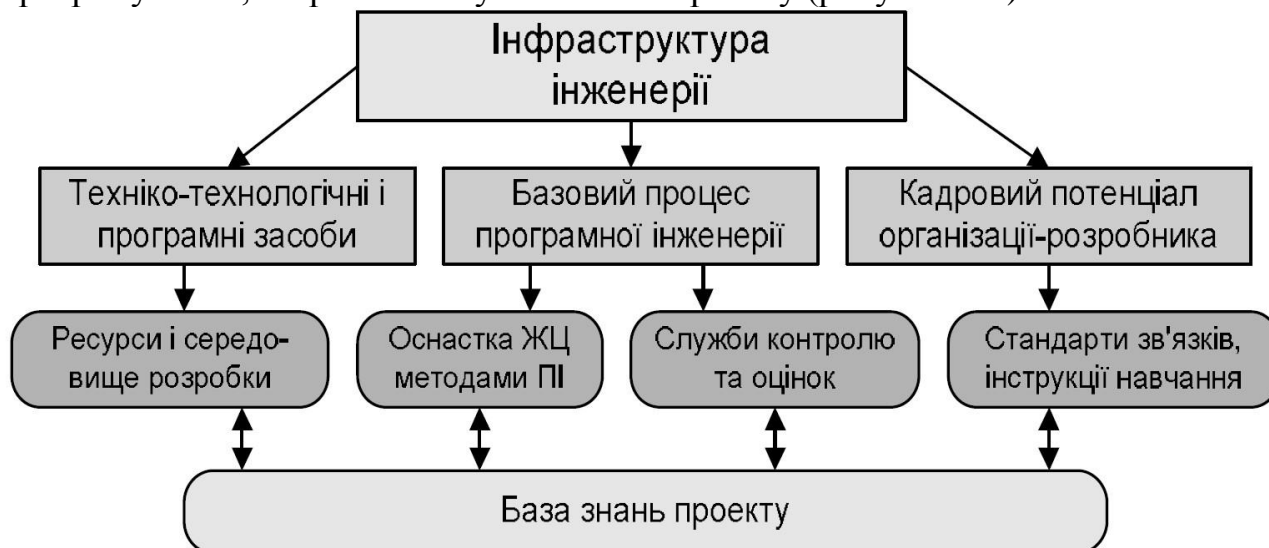 Інфраструктура
інженерії
Техніко-технологічні і
програмні засоби
Базовий процес
програмної інженерії
Кадровий потенціал
організації-розробника
Ресурси і середо-
вище розробки
Оснастка ЖЦ
методами ПІ
Служби контролю
та оцінок
Стандарти зв'язків,
інструкції навчання
База знань проекту